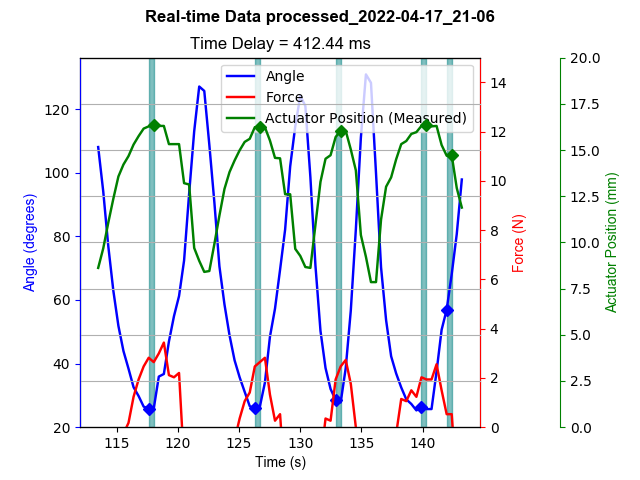 Real-time Data processed_2022-04-17_21-06
Time Delay = 412.44 ms
Angle
Force
Actuator Position (Measured)
Angle (degrees)
20
40
60
80
100
120
Force (N)
0
2
4
6
8
10
12
14
Actuator Position (mm)
0.0
2.5
5.0
7.5
10.0
12.5
15.0
17.5
20.0
115 120 125 130 135 140
Time (s)